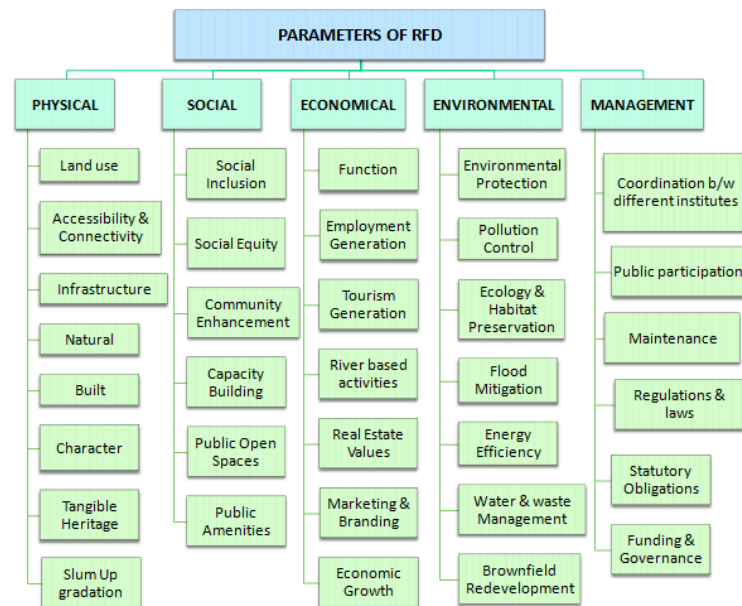 PARAMETERS OF RFD
PHYSICAL
Land use
Accessibility &
Connectivity
Infrastructure
Natural
Built
Character
Tangible
Heritage
Slum Up
gradation
SOCIAL
Social
Inclusion
Social Equity
Community
Enhancement
Capacity
Building
Public Open
Spaces
Public
Amenities
ECONOMICAL
Function
Employment
Generation
Tourism
Generation
River based
activities
Real Estate
Values
Marketing &
Branding
Economic
Growth
ENVIRONMENTAL
Environmental
Protection
Pollution
Control
Ecology &
Habitat
Preservation
Flood
Mitigation
Energy
Efficiency
Water & waste
Management
Brownfield
Redevelopment
MANAGEMENT
Coordination b/w
different institutes
Public participation
Maintenance
Regulations &
laws
Statutory
Obligations
Funding &
Governance